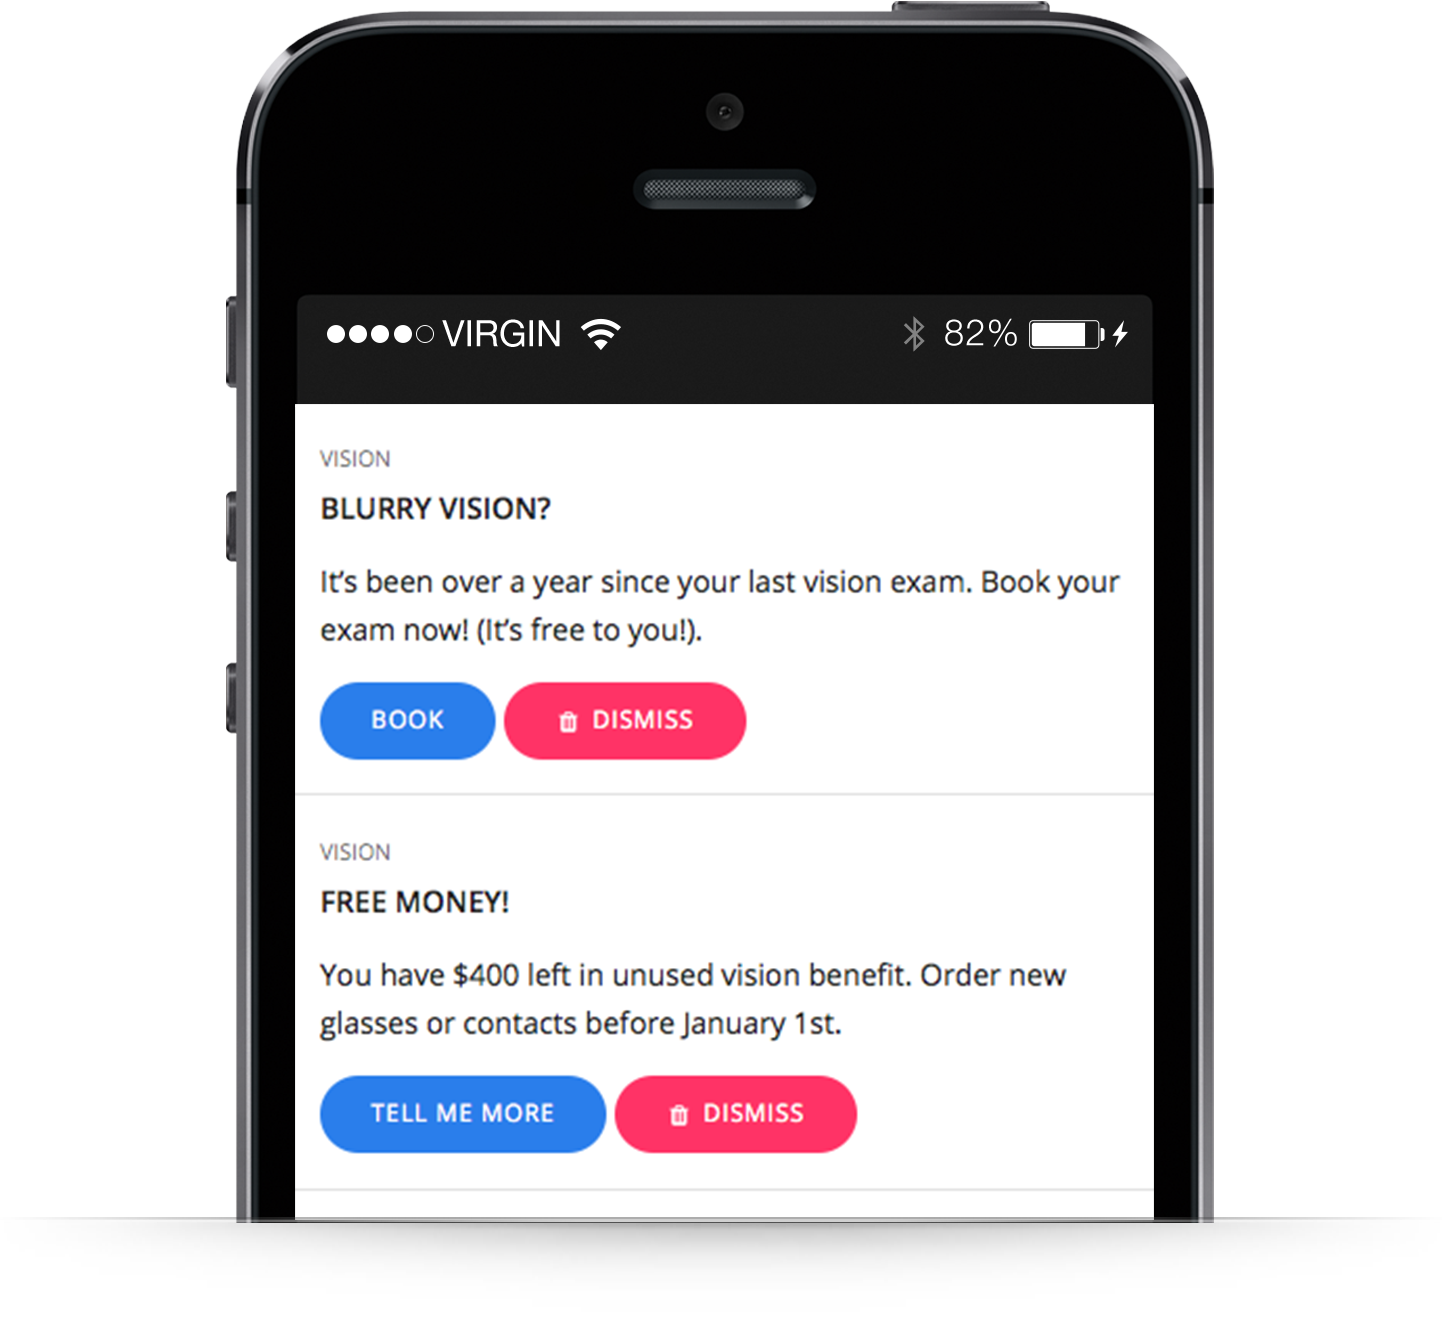 VIRGIN 82%
VISION
BLURRY VISION?
It's been over a year since your last vision exam. Book your
exam now! (It's free to you!).
BOOK DISMISS
VISION
FREE MONEY!
You have $400 left in unused vision benefit. Order new
glasses or contacts before January 1st.
TELL ME MORE DISMISS